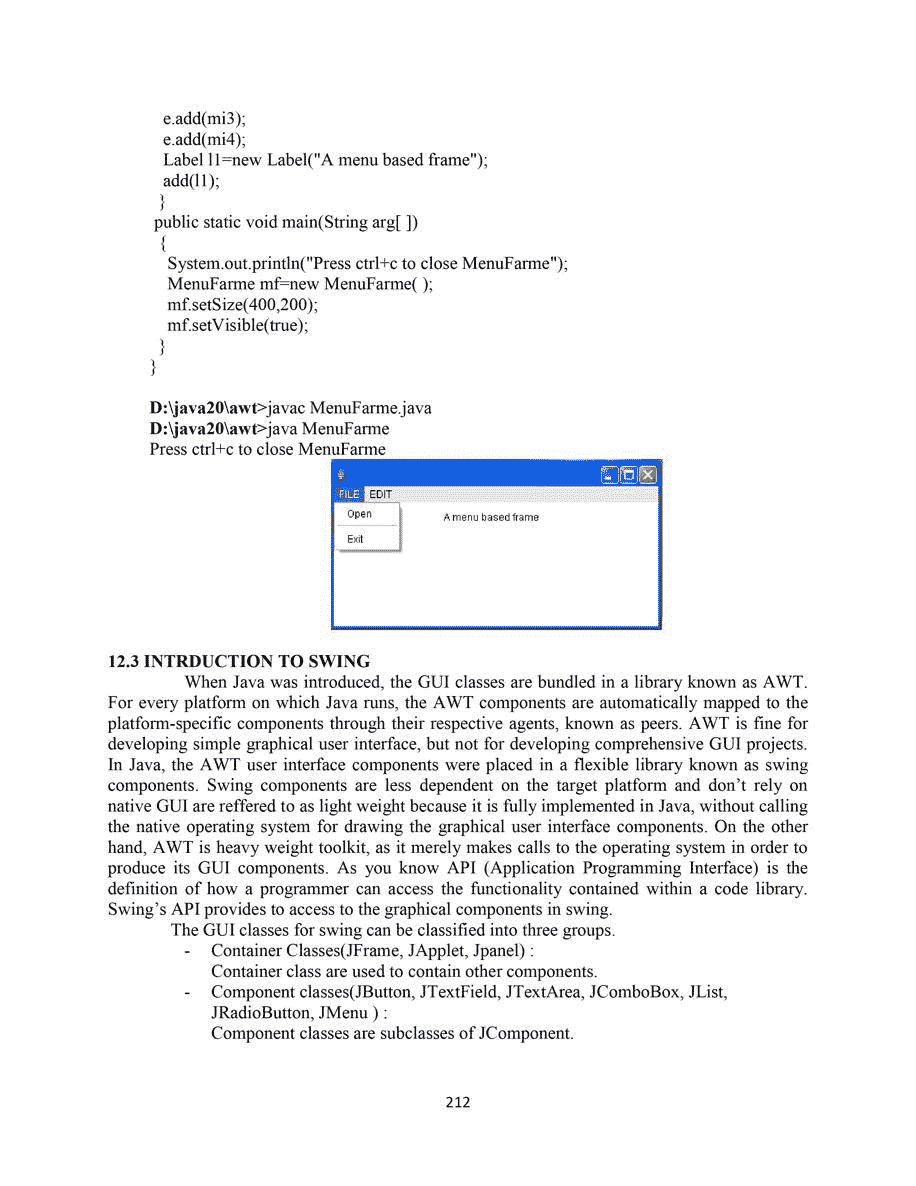 e.add(mi3);
e.add(mi4);
Label l1=new Label("A menu based frame");
add(l1);
}
public static void main(String arg[ ])
{
System.out.println("Press ctrl+c to close MenuFarme");
MenuFarme mf=new MenuFarme( );
mf.setSize(400,200);
mf.setVisible(true);
}
}
D:\java20\awt>javac MenuFarme.java
D:\java20\awt>java MenuFarme
Press ctrl+c to close MenuFarme
FILE EDIT
Open
A menu based frame
Exit
12.3 INTRDUCTION TO SWING
When Java was introduced, the GUI classes are bundled in a library known as AWT.
For every platform on which Java runs, the AWT components are automatically mapped to the
platform-specific components through their respective agents, known as peers. AWT is fine for
developing simple graphical user interface, but not for developing comprehensive GUI projects.
In Java, the AWT user interface components were placed in a flexible library known as swing
components. Swing components are less dependent on the target platform and don’t rely on
native GUI are reffered to as light weight because it is fully implemented in Java, without calling
the native operating system for drawing the graphical user interface components. On the other
hand, AWT is heavy weight toolkit, as it merely makes calls to the operating system in order to
produce its GUI components. As you know API (Application Programming Interface) is the
definition of how a programmer can access the functionality contained within a code library.
Swing’s API provides to access to the graphical components in swing.
The GUI classes for swing can be classified into three groups.
- Container Classes(JFrame, JApplet, Jpanel) :
Container class are used to contain other components.
- Component classes(JButton, JTextField, JTextArea, JComboBox, JList,
JRadioButton, JMenu ) :
Component classes are subclasses of JComponent.
212